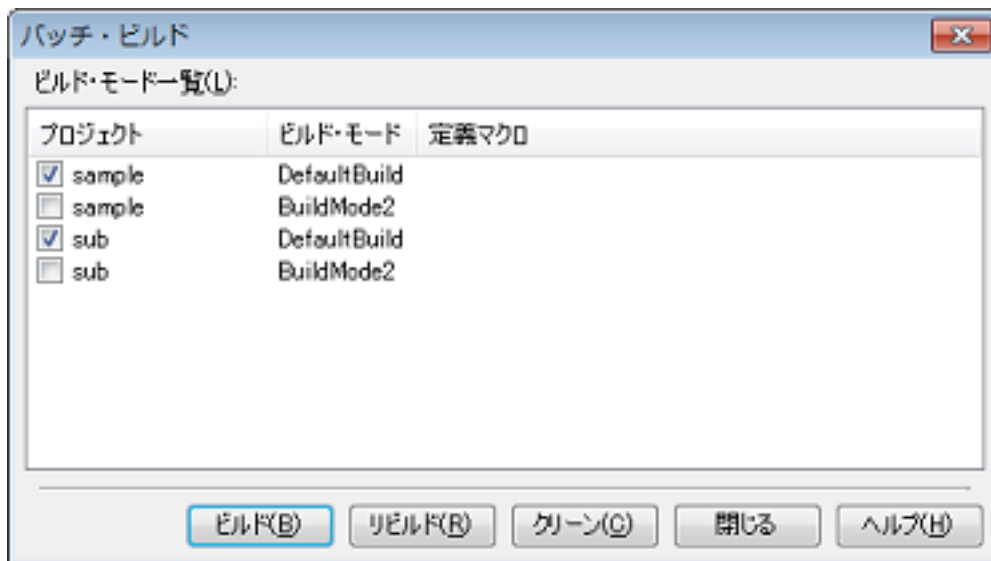 バッチ・ビルド
ビルド・モード一覧(L):
プロジェクト ビルド・モード 定義マクロ
sample DefaultBuild
sample BuildMode2
sub DefaultBuild
sub BuildMode2
ビルド(B) リビルド(R) クリーン(C) 閉じる ヘルプ(H)